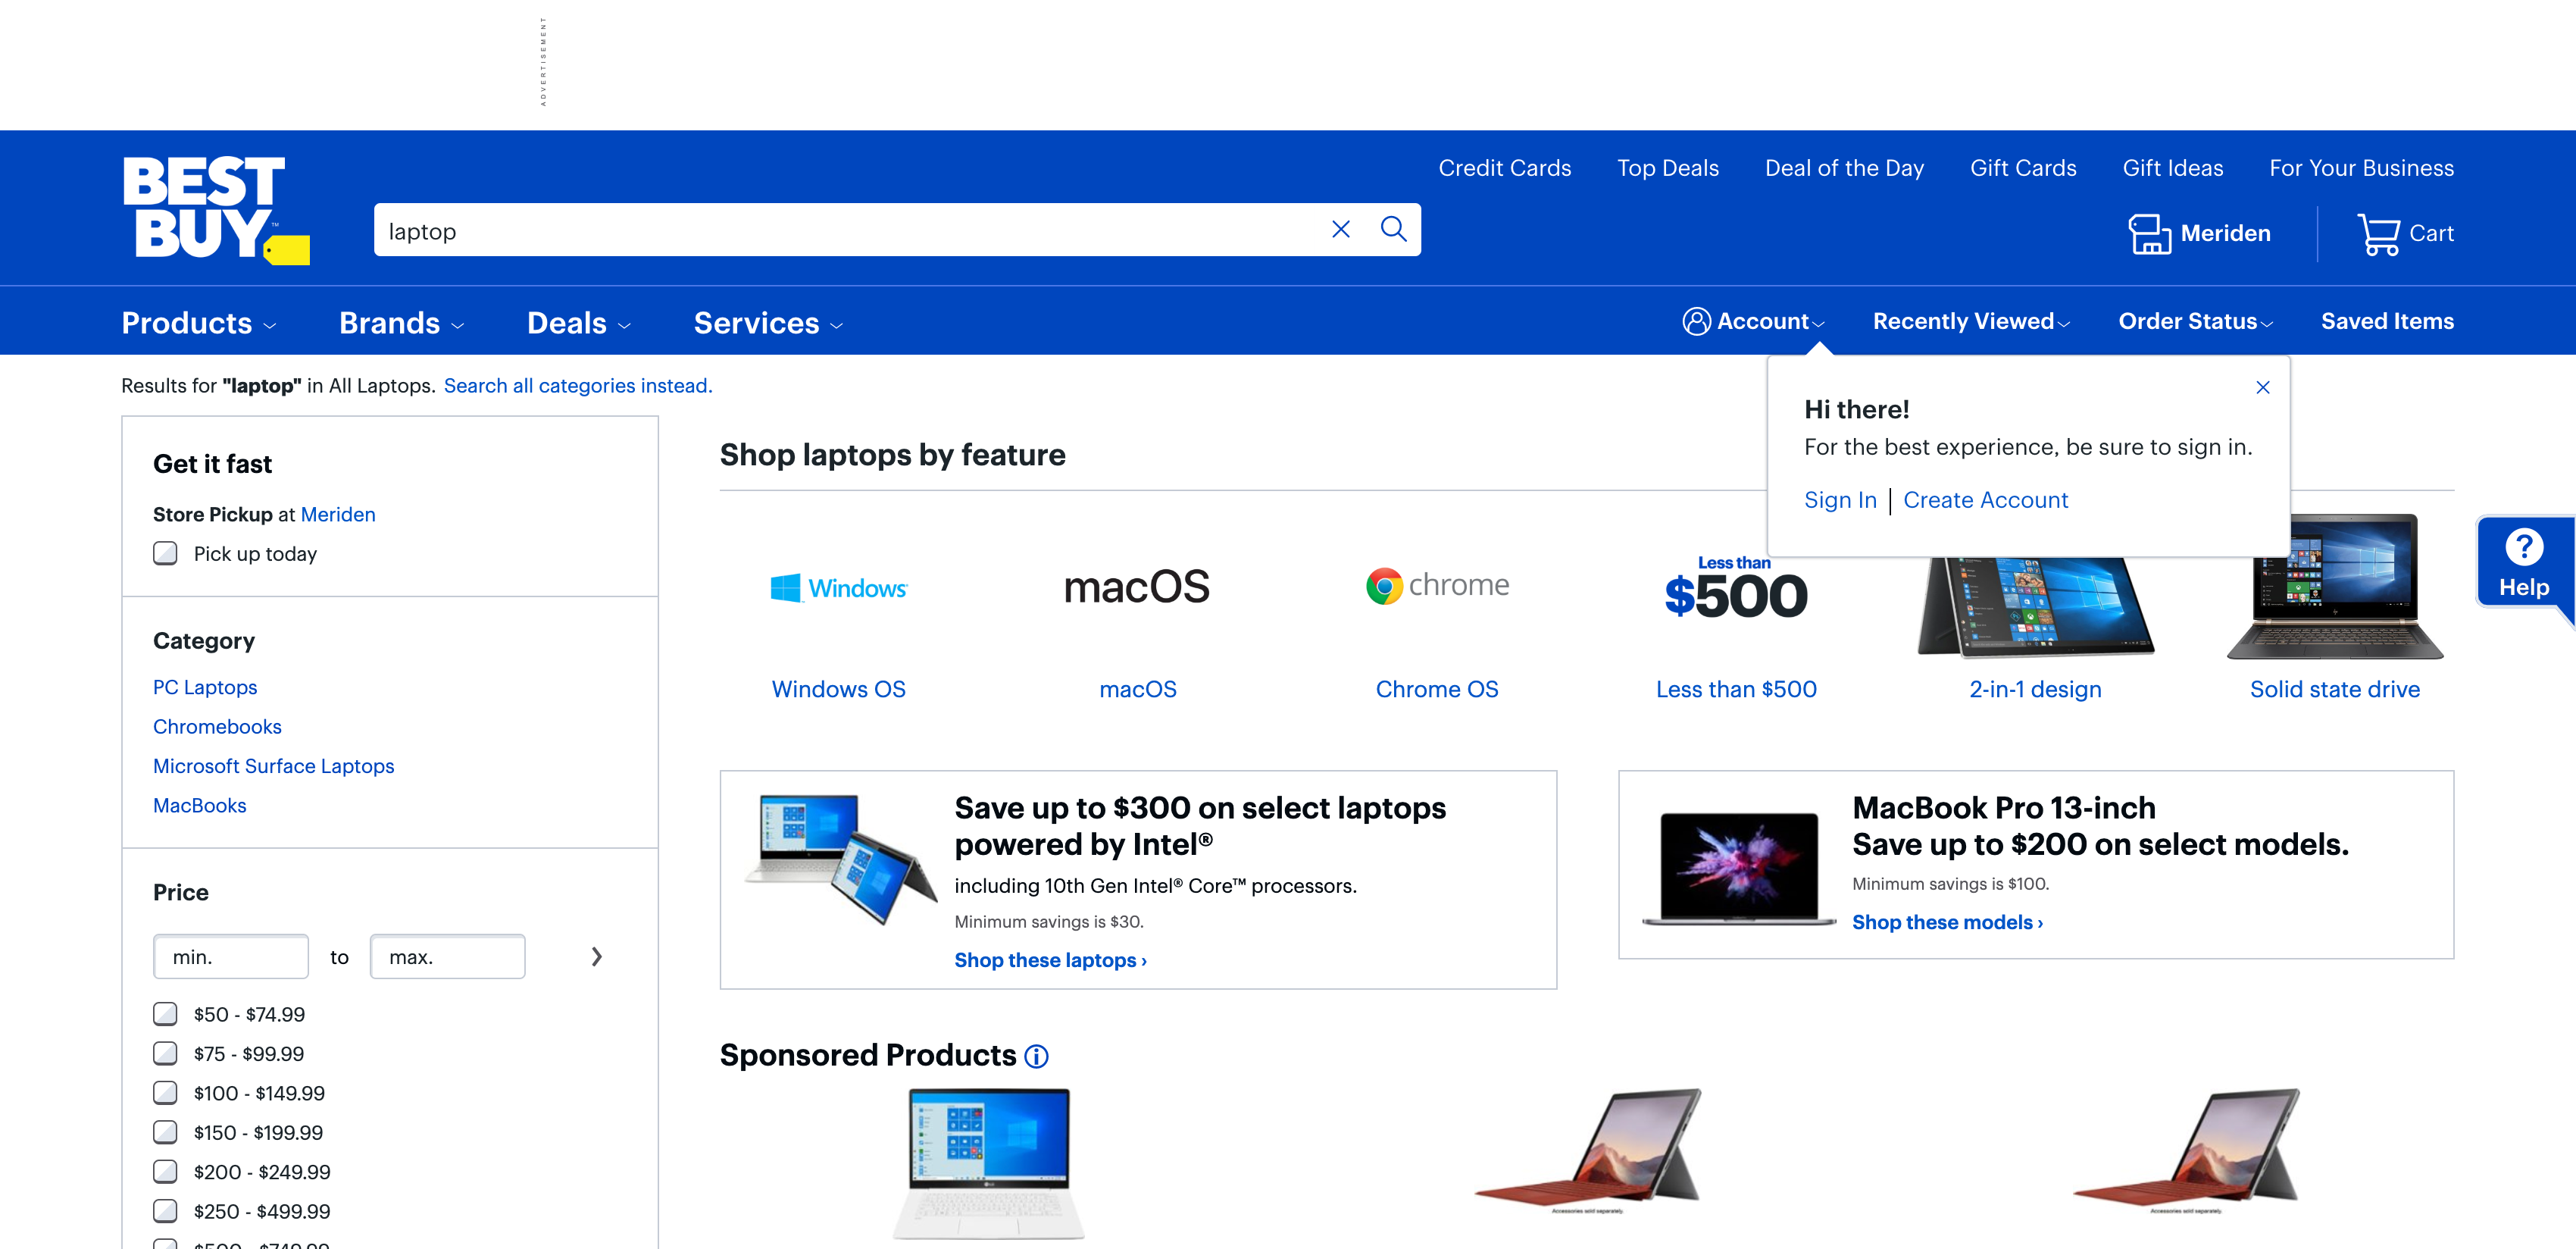 ADVERTISEMENT
BEST
BUY™
Credit Cards
Top Deals
Deal of the Day
Gift Cards
Gift Ideas
For Your Business
laptop
Meriden
Cart
Products
Brands
Deals
Services
Account
Recently Viewed
Order Status
Saved Items
Results for "laptop" in All Laptops. Search all categories instead.
Hi there!
For the best experience, be sure to sign in.
Sign In | Create Account
Get it fast
Store Pickup at Meriden
Pick up today
Category
PC Laptops
Chromebooks
Microsoft Surface Laptops
MacBooks
Price
min. to max.
$50 - $74.99
$75 - $99.99
$100 - $149.99
$150 - $199.99
$200 - $249.99
$250 - $499.99
$500 - $749.99
Shop laptops by feature
Windows
macOS
chrome
Less than
$500
Windows OS
macOS
Chrome OS
Less than $500
2-in-1 design
Solid state drive
? Help
Save up to $300 on select laptops
powered by Intel®
including 10th Gen Intel® Core™ processors.
Minimum savings is $30.
Shop these laptops ›
MacBook Pro 13-inch
Save up to $200 on select models.
Minimum savings is $100.
Shop these models ›
Sponsored Products
Accessories sold separately.
Accessories sold separately.